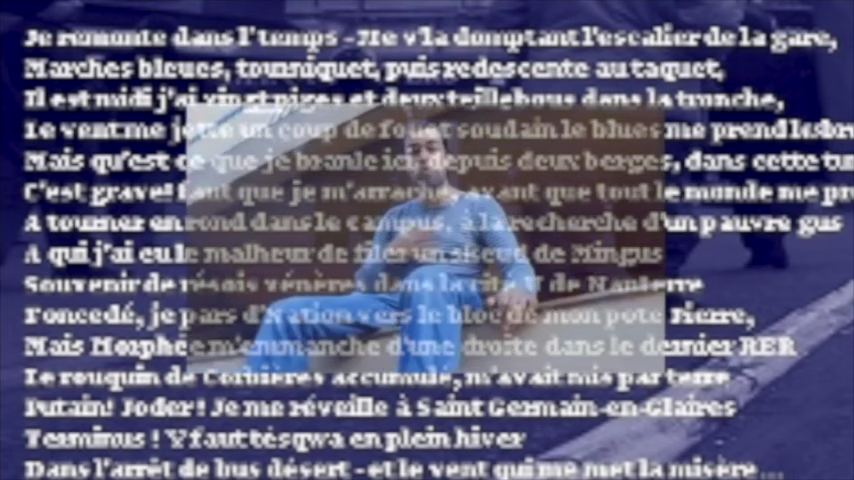 Je remonte dans l'temps - Me v'la domptant l'escalier de la gare,
Marches bleues, tourniquet, puis redescente au taquet,
Il est midi j'ai vingt piges et deux teillebous dans la tronche,
Le vent me jette un coup de fouet soudain le blues me prend
Mais qu'est ce que je branle ici depuis deux berges, dans cette
C'est grave! faut que je m'arrache avant que tout le monde me
A tourner en rond dans le campus, à la recherche d'un pauvre gus
A qui j'ai eu le malheur de filer un skeud de Mingus
Souvenir de vénères dans la cité U de Nanterre
Foncedé, je pars d'Nation vers le bloc de mon pote Pierre,
Mais Morphée m'emmanche d'une droite dans le dernier RER
Le rouquin de Corbières accumulé, m'avait mis par terre
Putain! Joder! Je me réveille à Saint Germain-en-Glaires
Terminus ! Y faut tésqwa en plein hiver
Dans l'arrêt de bus désert - et le vent qui me met la misère...